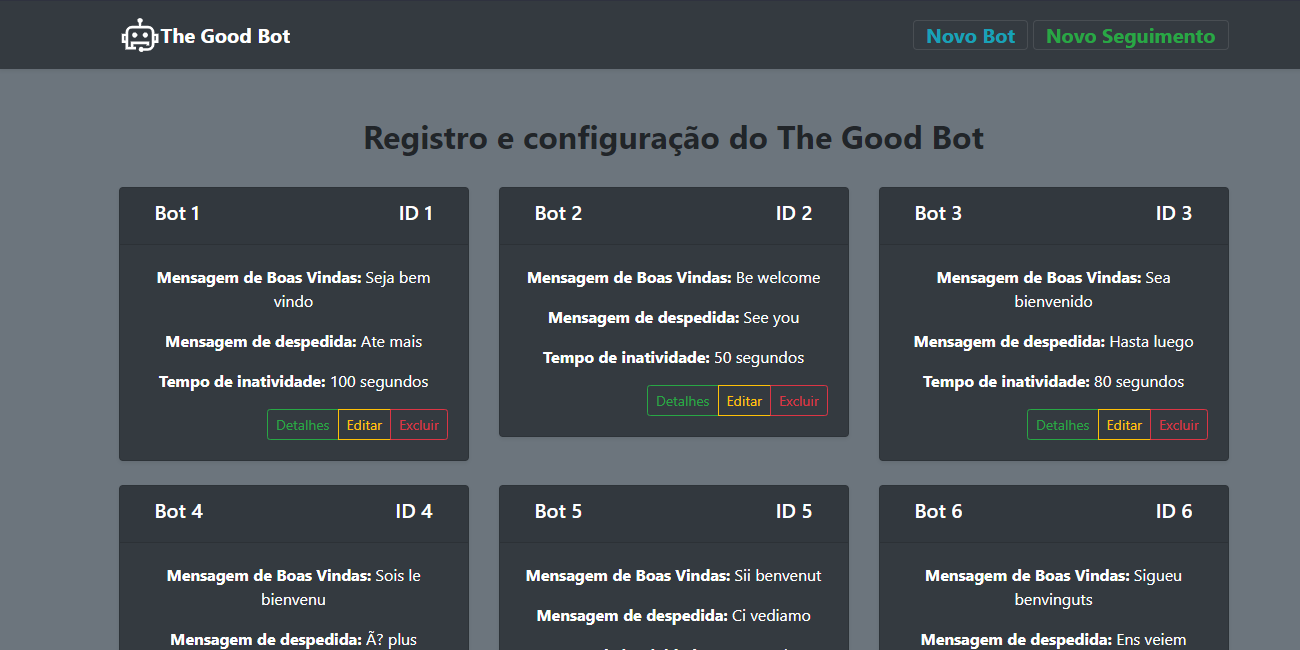 The Good Bot
Novo Bot
Novo Seguimento
Registro e configuração do The Good Bot
Bot 1
ID 1
Mensagem de Boas Vindas: Seja bem
vindo
Mensagem de despedida: Ate mais
Tempo de inatividade: 100 segundos
Detalhes
Editar
Excluir
Bot 2
ID 2
Mensagem de Boas Vindas: Be welcome
Mensagem de despedida: See you
Tempo de inatividade: 50 segundos
Detalhes
Editar
Excluir
Bot 3
ID 3
Mensagem de Boas Vindas: Sea
bienvenido
Mensagem de despedida: Hasta luego
Tempo de inatividade: 80 segundos
Detalhes
Editar
Excluir
Bot 4
ID 4
Mensagem de Boas Vindas: Sois le
bienvenu
Mensagem de despedida: Ã? plus
Bot 5
ID 5
Mensagem de Boas Vindas: Sii benvenut
Mensagem de despedida: Ci vediamo
Bot 6
ID 6
Mensagem de Boas Vindas: Sigueu
benvinguts
Mensagem de despedida: Ens veiem